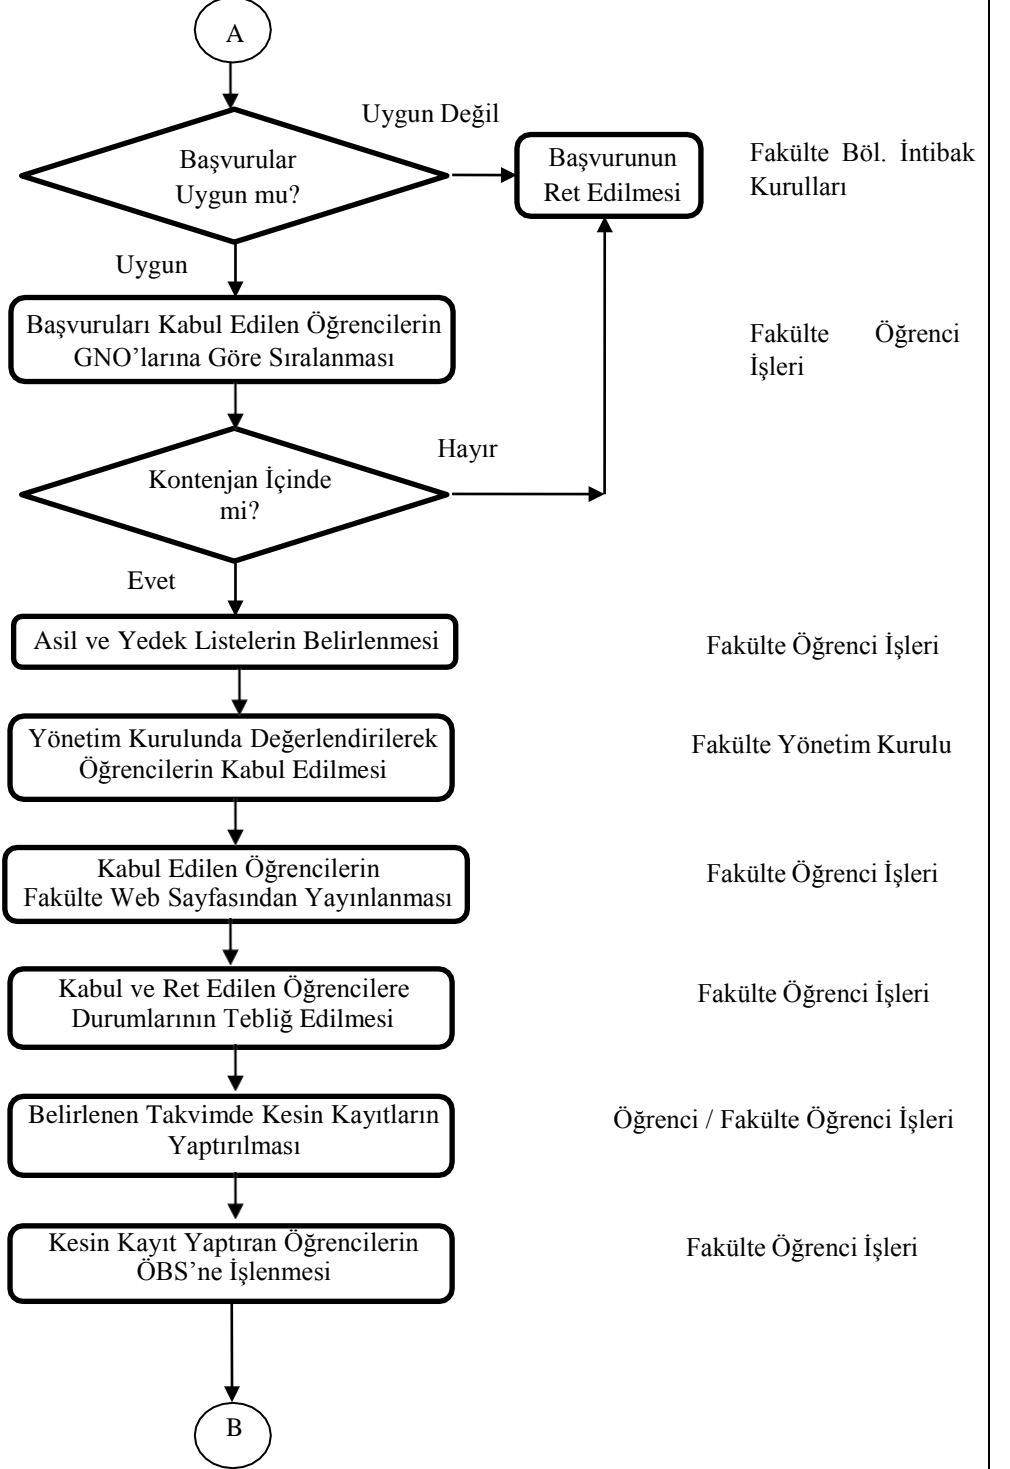 A
Uygun Değil
Başvurular
Uygun mu?
Başvurunun
Ret Edilmesi
Fakülte Böl. İntibak
Kurulları
Uygun
Başvuruları Kabul Edilen Öğrencilerin
GNO’larına Göre Sıralanması
Fakülte Öğrenci
İşleri
Hayır
Kontenjan İçinde
mi?
Evet
Asil ve Yedek Listelerin Belirlenmesi
Fakülte Öğrenci İşleri
Yönetim Kurulunda Değerlendirilerek
Öğrencilerin Kabul Edilmesi
Fakülte Yönetim Kurulu
Kabul Edilen Öğrencilerin
Fakülte Web Sayfasından Yayınlanması
Fakülte Öğrenci İşleri
Kabul ve Ret Edilen Öğrencilere
Durumlarının Tebliğ Edilmesi
Fakülte Öğrenci İşleri
Belirlenen Takvimde Kesin Kayıtların
Yaptırılması
Öğrenci / Fakülte Öğrenci İşleri
Kesin Kayıt Yaptıran Öğrencilerin
ÖBS’ne İşlenmesi
Fakülte Öğrenci İşleri
B